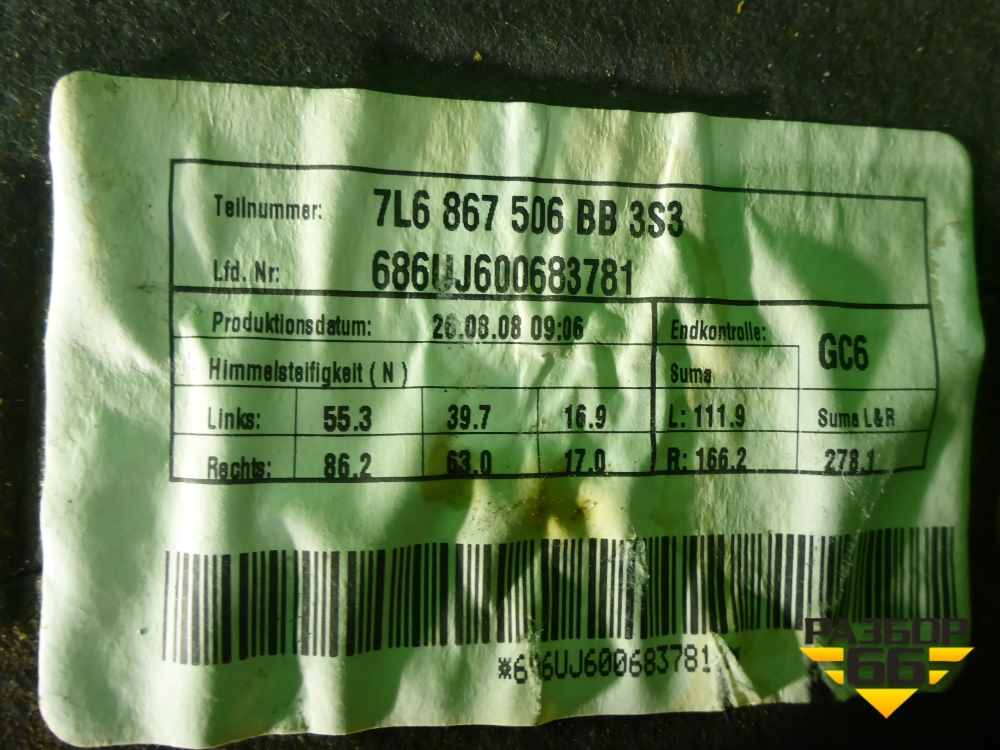 Teilnummer: 7L6 867 506 BB 3S3
Lfd. Nr: 686UJ600683781
Produktionsdatum: 26.08.08 09:06 Endkontrolle: GC6
Himmelsteifigkeit ( N ) Suma
Links: 55.3 39.7 16.9 L: 111.9 Suma L&R
Rechts: 86.2 63.0 17.0 R: 166.2 278.1
*686UJ600683781*
РАЗБОР
66